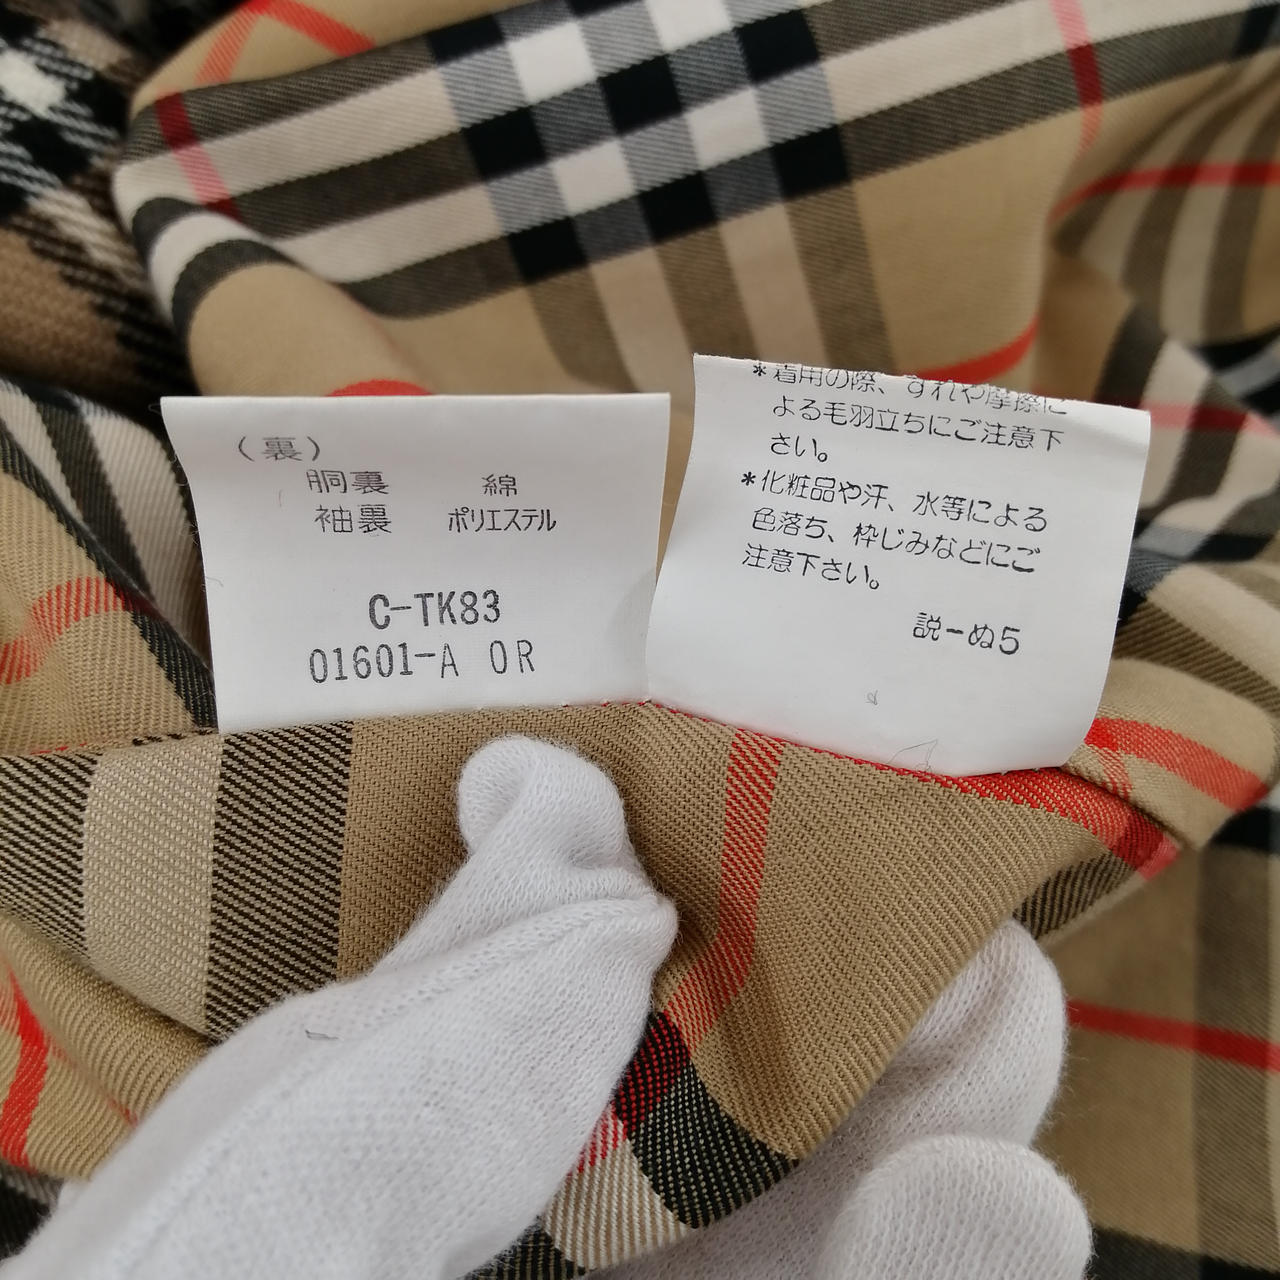 (裏)
胴裏 綿
袖裏 ポリエステル
C-TK83
01601-A OR
*着用の際、すれや摩擦に
よる毛羽立ちにご注意下
さい。
*化粧品や汗、水等による
色落ち、枠じみなどにご
注意下さい。
説-ぬ5